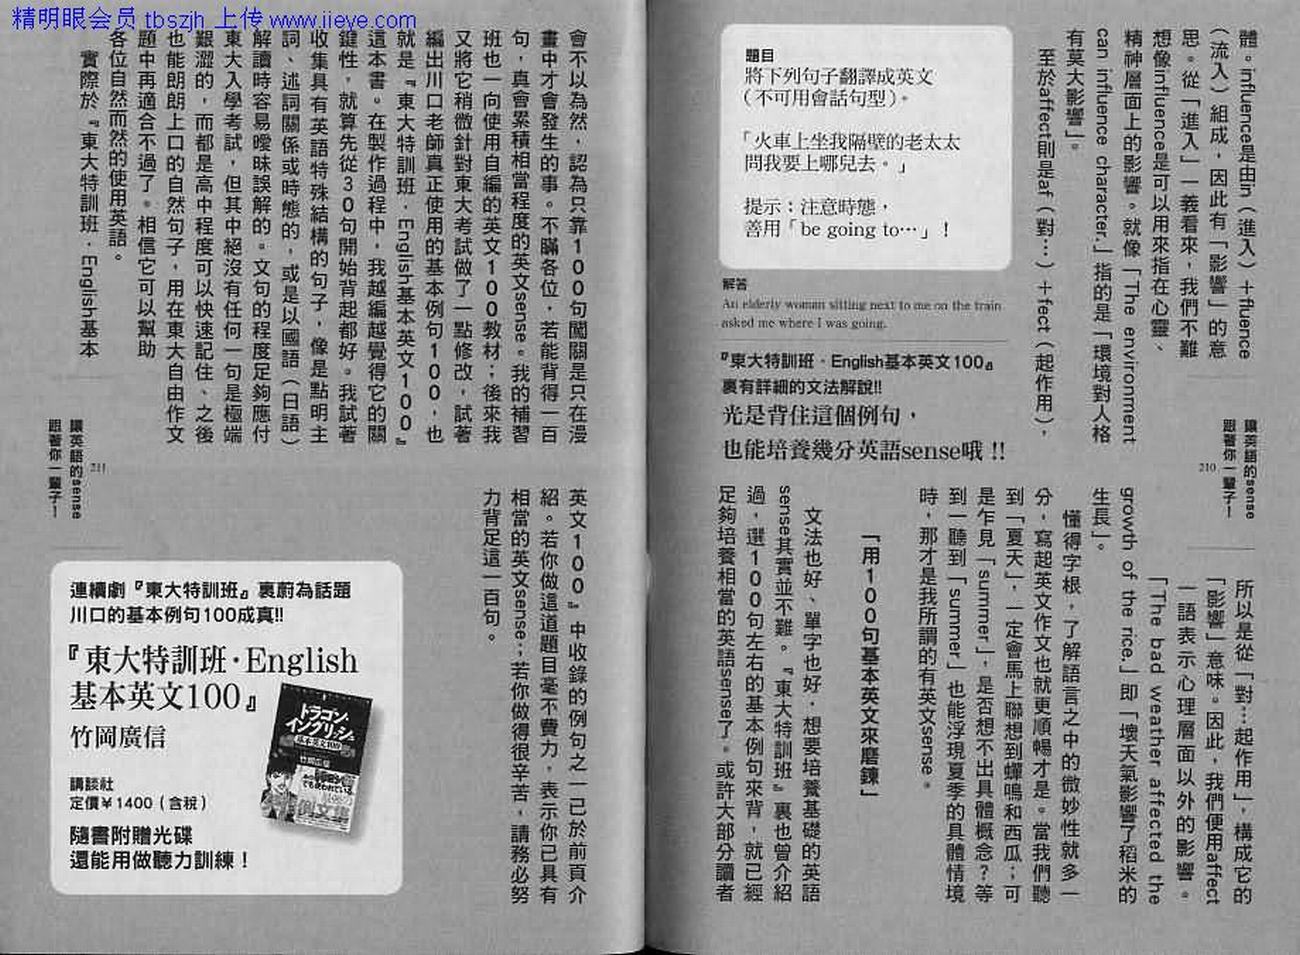 精明眼会员 tbszjh 上传 www.jieye.com
體。influence是由in（進入）＋fluence
（流入）組成，因此有「影響」的意
思。從「進入」一義看來，我們不難
想像influence是可以用來指在心靈、
精神層面上的影響。就像「The environment
can influence character.」指的是「環境對人格
有莫大影響」。
至於affect則是af（對…）＋fect（起作用），
所以是從「對…起作用」，構成它的
「影響」意味。因此，我們便用affect
一語表示心理層面以外的影響。
「The bad weather affected the
growth of the rice.」即「壞天氣影響了稻米的
生長」。
懂得字根，了解語言之中的微妙性就多一
分，寫起英文作文也就更順暢才是。當我們聽
到「夏天」，一定會馬上聯想到蟬鳴和西瓜；可
是乍見「summer」，是否想不出具體概念？等
到一聽到「summer」也能浮現夏季的具體情境
時，那才是我所謂的有英文sense。
「用100句基本英文來磨鍊」
文法也好、單字也好，想要培養基礎的英語
sense其實並不難。『東大特訓班』裏也曾介紹
過，選100句左右的基本例句來背，就已經
足夠培養相當的英語sense了。或許大部分讀者
題目
將下列句子翻譯成英文
（不可用會話句型）。
「火車上坐我隔壁的老太太
問我要上哪兒去。」
提示：注意時態，
善用「be going to…」！
解答
An elderly woman sitting next to me on the train
asked me where I was going.
『東大特訓班‧English基本英文100』
裏有詳細的文法解說!!
光是背住這個例句，
也能培養幾分英語sense哦!!
讓英語的sense
跟著你一輩子！
210
會不以為然，認為只靠100句闖關是只在漫
畫中才會發生的事。不瞞各位，若能背得一百
句，真會累積相當程度的英文sense。我的補習
班也一向使用自編的英文100教材；後來我
又將它稍微針對東大考試做了一點修改，試著
編出川口老師真正使用的基本例句100，也
就是『東大特訓班‧English基本英文100』
這本書。在製作過程中，我越編越覺得它的關
鍵性，就算先從30句開始背起都好。我試著
收集具有英語特殊結構的句子，像是點明主
詞、述詞關係或時態的，或是以國語（日語）
解讀時容易曖昧誤解的。文句的程度足夠應付
東大入學考試，但其中絕沒有任何一句是極端
艱澀的，而都是高中程度可以快速記住、之後
也能朗朗上口的自然句子，用在東大自由作文
題中再適合不過了。相信它可以幫助
各位自然而然的使用英語。
實際於『東大特訓班‧English基本
英文100』中收錄的例句之一已於前頁介
紹。若你做這道題目毫不費力，表示你已具有
相當的英文sense；若你做得很辛苦，請務必努
力背足這一百句。
讓英語的sense
跟著你一輩子！
211
連續劇『東大特訓班』裏蔚為話題
川口的基本例句100成真!!
『東大特訓班‧English
基本英文100』
竹岡廣信
講談社
定價￥1400（含稅）
隨書附贈光碟
還能用做聽力訓練！
ドラゴン・
イングリッシュ
基本英文100
竹岡広信